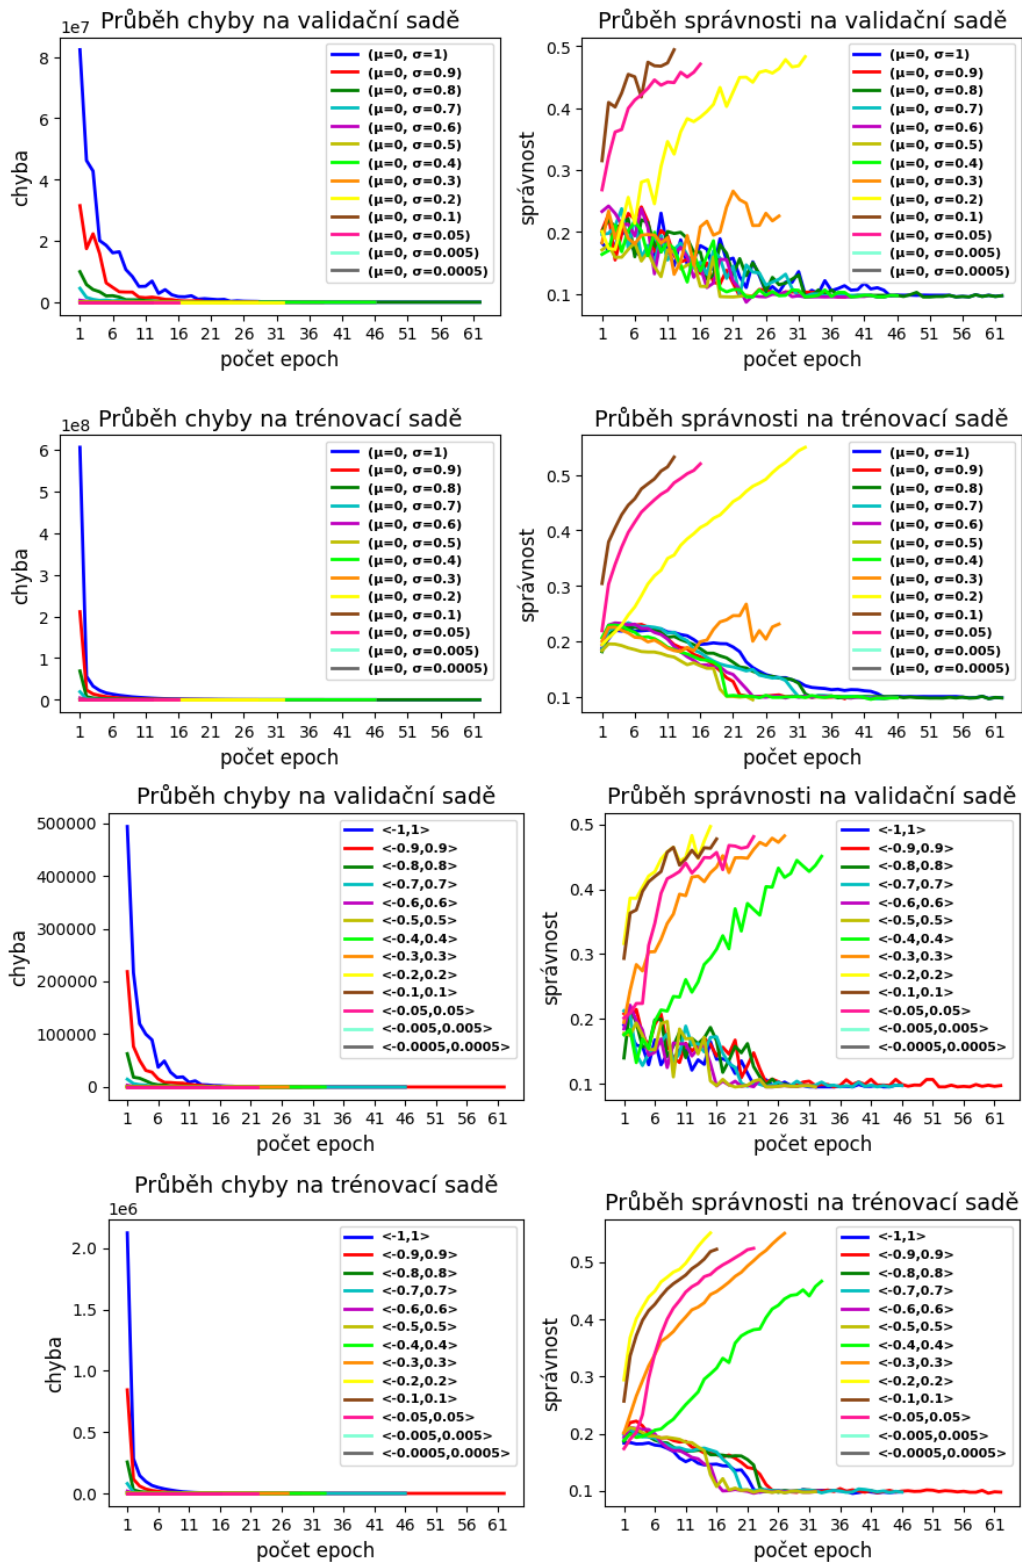 Průběh chyby na validační sadě
1e7
8
6
4
2
0
chyba
1 6 11 16 21 26 31 36 41 46 51 56 61
počet epoch
(μ=0, σ=1)
(μ=0, σ=0.9)
(μ=0, σ=0.8)
(μ=0, σ=0.7)
(μ=0, σ=0.6)
(μ=0, σ=0.5)
(μ=0, σ=0.4)
(μ=0, σ=0.3)
(μ=0, σ=0.2)
(μ=0, σ=0.1)
(μ=0, σ=0.05)
(μ=0, σ=0.005)
(μ=0, σ=0.0005)
Průběh správnosti na validační sadě
0.5
0.4
0.3
0.2
0.1
správnost
1 6 11 16 21 26 31 36 41 46 51 56 61
počet epoch
(μ=0, σ=1)
(μ=0, σ=0.9)
(μ=0, σ=0.8)
(μ=0, σ=0.7)
(μ=0, σ=0.6)
(μ=0, σ=0.5)
(μ=0, σ=0.4)
(μ=0, σ=0.3)
(μ=0, σ=0.2)
(μ=0, σ=0.1)
(μ=0, σ=0.05)
(μ=0, σ=0.005)
(μ=0, σ=0.0005)
Průběh chyby na trénovací sadě
1e8
6
5
4
3
2
1
0
chyba
1 6 11 16 21 26 31 36 41 46 51 56 61
počet epoch
(μ=0, σ=1)
(μ=0, σ=0.9)
(μ=0, σ=0.8)
(μ=0, σ=0.7)
(μ=0, σ=0.6)
(μ=0, σ=0.5)
(μ=0, σ=0.4)
(μ=0, σ=0.3)
(μ=0, σ=0.2)
(μ=0, σ=0.1)
(μ=0, σ=0.05)
(μ=0, σ=0.005)
(μ=0, σ=0.0005)
Průběh správnosti na trénovací sadě
0.5
0.4
0.3
0.2
0.1
správnost
1 6 11 16 21 26 31 36 41 46 51 56 61
počet epoch
(μ=0, σ=1)
(μ=0, σ=0.9)
(μ=0, σ=0.8)
(μ=0, σ=0.7)
(μ=0, σ=0.6)
(μ=0, σ=0.5)
(μ=0, σ=0.4)
(μ=0, σ=0.3)
(μ=0, σ=0.2)
(μ=0, σ=0.1)
(μ=0, σ=0.05)
(μ=0, σ=0.005)
(μ=0, σ=0.0005)
Průběh chyby na validační sadě
500000
400000
300000
200000
100000
0
chyba
1 6 11 16 21 26 31 36 41 46 51 56 61
počet epoch
<-1,1>
<-0.9,0.9>
<-0.8,0.8>
<-0.7,0.7>
<-0.6,0.6>
<-0.5,0.5>
<-0.4,0.4>
<-0.3,0.3>
<-0.2,0.2>
<-0.1,0.1>
<-0.05,0.05>
<-0.005,0.005>
<-0.0005,0.0005>
Průběh správnosti na validační sadě
0.5
0.4
0.3
0.2
0.1
správnost
1 6 11 16 21 26 31 36 41 46 51 56 61
počet epoch
<-1,1>
<-0.9,0.9>
<-0.8,0.8>
<-0.7,0.7>
<-0.6,0.6>
<-0.5,0.5>
<-0.4,0.4>
<-0.3,0.3>
<-0.2,0.2>
<-0.1,0.1>
<-0.05,0.05>
<-0.005,0.005>
<-0.0005,0.0005>
Průběh chyby na trénovací sadě
1e6
2.0
1.5
1.0
0.5
0.0
chyba
1 6 11 16 21 26 31 36 41 46 51 56 61
počet epoch
<-1,1>
<-0.9,0.9>
<-0.8,0.8>
<-0.7,0.7>
<-0.6,0.6>
<-0.5,0.5>
<-0.4,0.4>
<-0.3,0.3>
<-0.2,0.2>
<-0.1,0.1>
<-0.05,0.05>
<-0.005,0.005>
<-0.0005,0.0005>
Průběh správnosti na trénovací sadě
0.5
0.4
0.3
0.2
0.1
správnost
1 6 11 16 21 26 31 36 41 46 51 56 61
počet epoch
<-1,1>
<-0.9,0.9>
<-0.8,0.8>
<-0.7,0.7>
<-0.6,0.6>
<-0.5,0.5>
<-0.4,0.4>
<-0.3,0.3>
<-0.2,0.2>
<-0.1,0.1>
<-0.05,0.05>
<-0.005,0.005>
<-0.0005,0.0005>